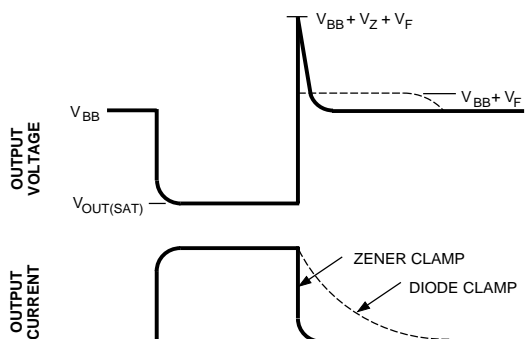 V_BB + V_Z + V_F
V_BB + V_F
V_BB
OUTPUT
VOLTAGE
V_OUT(SAT)
ZENER CLAMP
DIODE CLAMP
OUTPUT
CURRENT